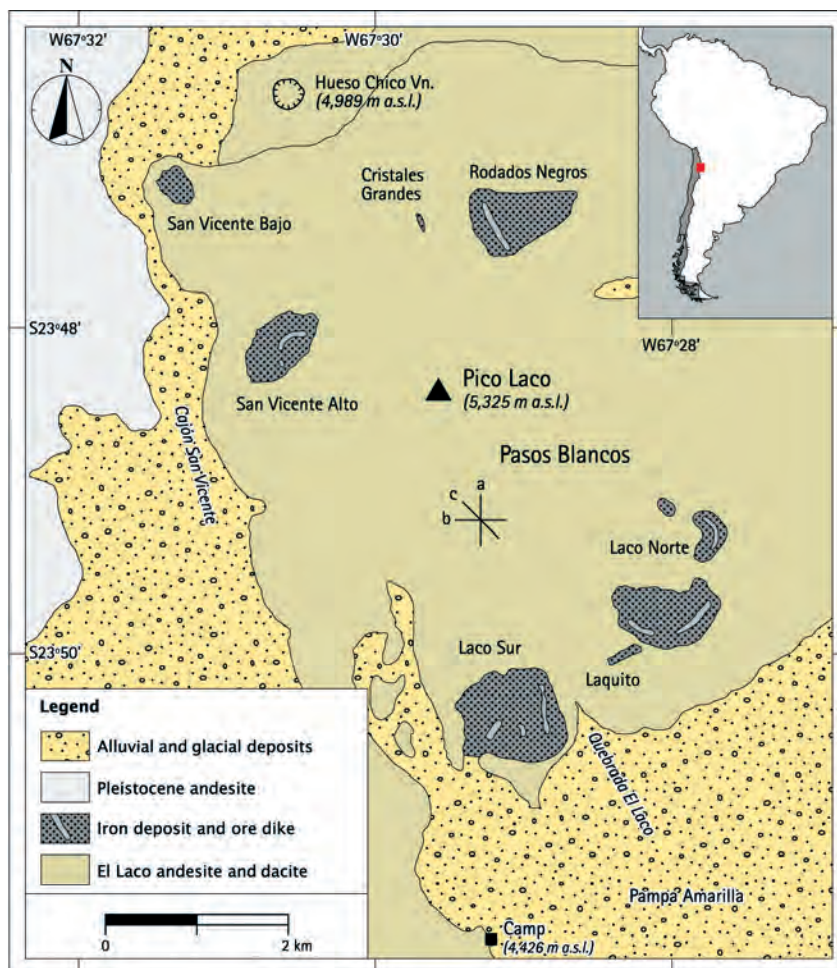 W67°32'
W67°30'
N
Hueso Chico Vn.
(4,989 m a.s.l.)
Cristales
Grandes
Rodados Negros
San Vicente Bajo
S23°48'
W67°28'
San Vicente Alto
Pico Laco
(5,325 m a.s.l.)
Cajón San Vicente
Pasos Blancos
a
c
b
Laco Norte
S23°50'
Laco Sur
Laquito
Quebrada El Laco
Legend
Alluvial and glacial deposits
Pleistocene andesite
Iron deposit and ore dike
El Laco andesite and dacite
Pampa Amarilla
0
2 km
Camp
(4,426 m a.s.l.)